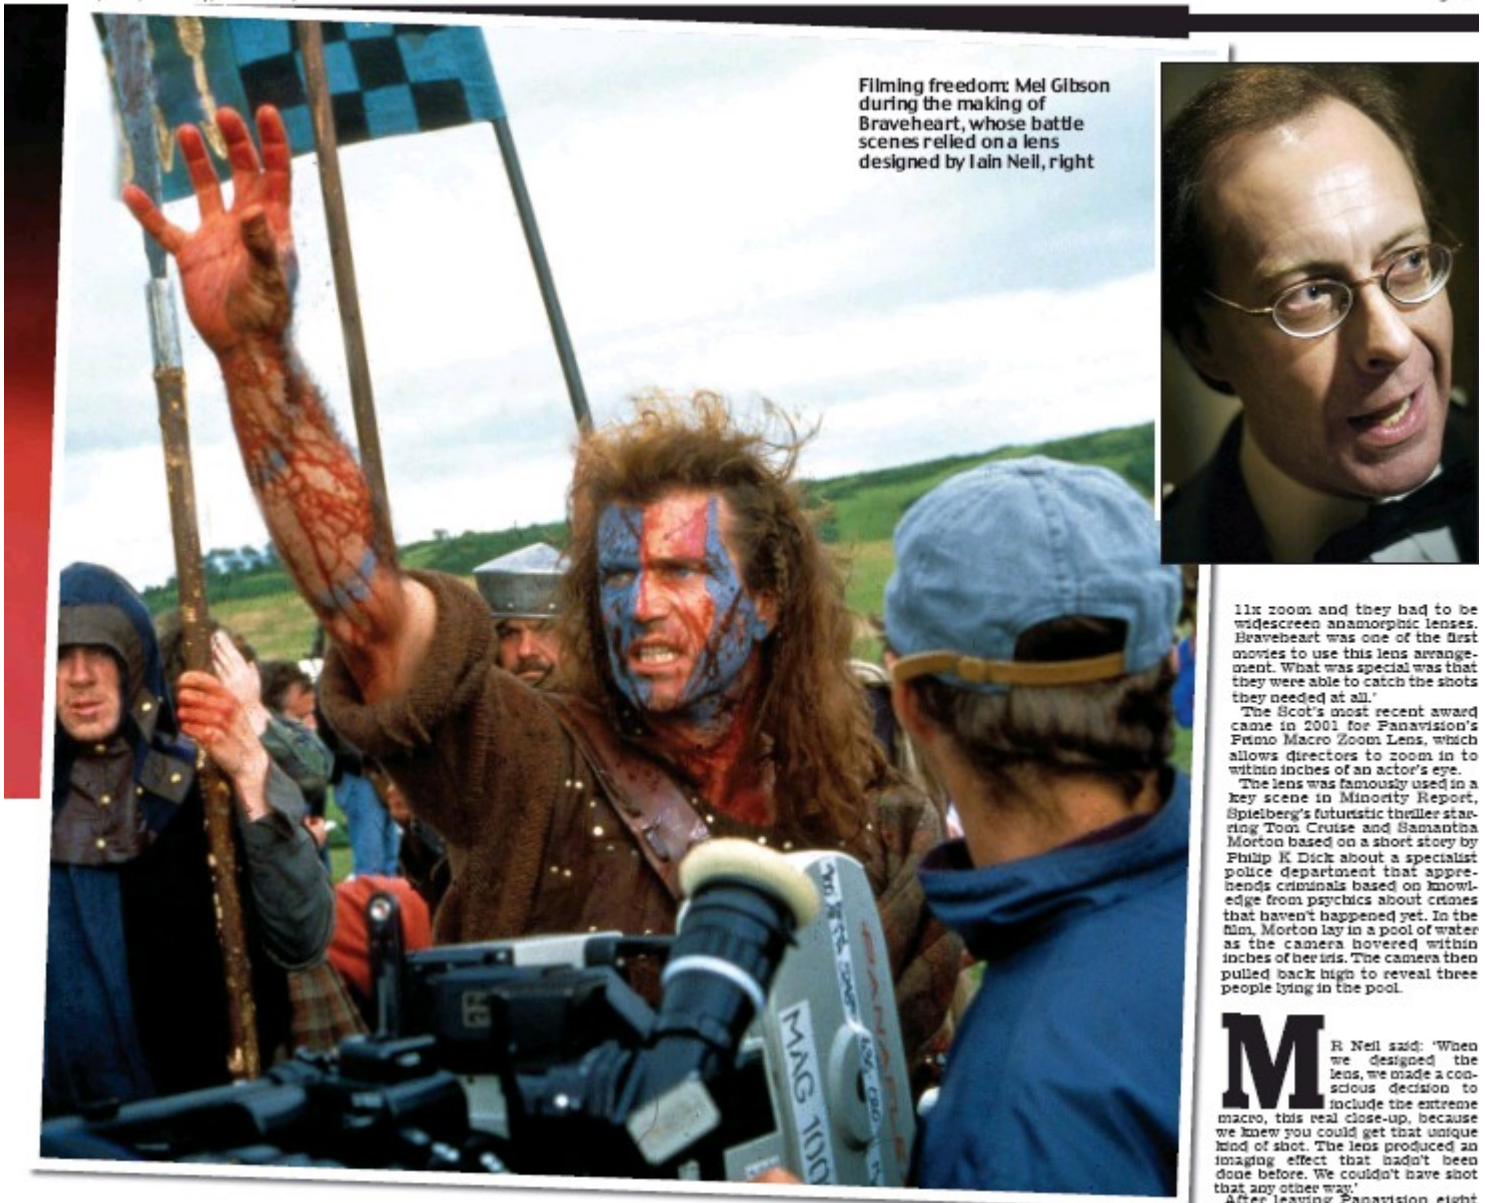 Filming freedom: Mel Gibson
during the making of
Braveheart, whose battle
scenes relied on a lens
designed by Iain Neil, right
11x zoom and they had to be
widescreen anamorphic lenses.
Braveheart was one of the first
movies to use this lens arrange-
ment. What was special was that
they were able to catch the shots
they needed at all.'
The Scot's most recent award
came in 2001 for Panavision's
Primo Macro Zoom Lens, which
allows directors to zoom in to
within inches of an actor's eye.
The lens was famously used in a
key scene in Minority Report,
Spielberg's futuristic thriller star-
ring Tom Cruise and Samantha
Morton based on a short story by
Philip K Dick about a specialist
police department that appre-
hends criminals based on knowl-
edge from psychics about crimes
that haven't happened yet. In the
film, Morton lay in a pool of water
as the camera hovered within
inches of her iris. The camera then
pulled back high to reveal three
people lying in the pool.
MR Neil said: 'When
we designed the
lens, we made a con-
scious decision to
include the extreme
macro, this real close-up, because
we knew you could get that unique
kind of shot. The lens produced an
imaging effect that hadn't been
done before. We couldn't have shot
that any other way.'
After leaving Panavision eight
MAG 100